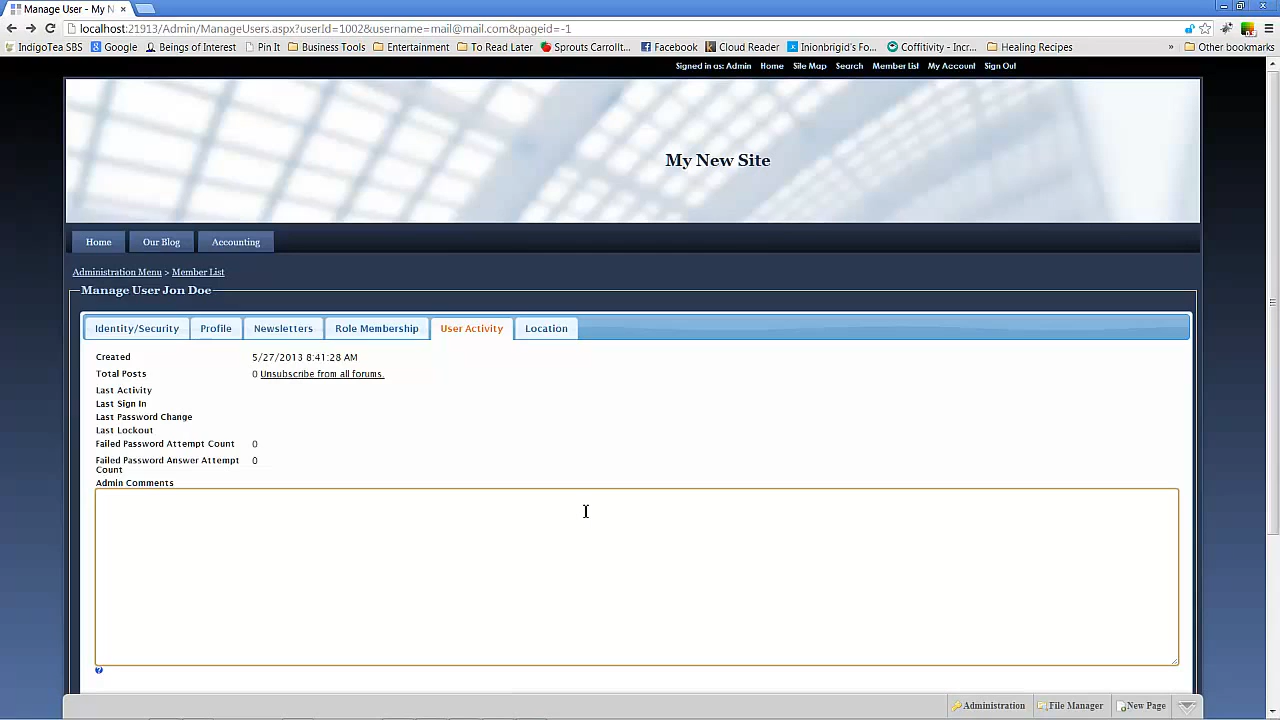 Manage User - My N
localhost:21913/Admin/ManageUsers.aspx?userId=1002&username=mail@mail.com&pageid=-1
IndigoTea SBS Google Beings of Interest Pin It Business Tools Entertainment To Read Later Sprouts Carrollt... Facebook Cloud Reader Inionbrigid's Fo... Coffitivity - Incr... Healing Recipes » Other bookmarks
Signed in as: Admin Home Site Map Search Member List My Account Sign Out
My New Site
Home Our Blog Accounting
Administration Menu > Member List
Manage User Jon Doe
Identity/Security Profile Newsletters Role Membership User Activity Location
Created 5/27/2013 8:41:28 AM
Total Posts 0 Unsubscribe from all forums.
Last Activity
Last Sign In
Last Password Change
Last Lockout
Failed Password Attempt Count 0
Failed Password Answer Attempt 0
Count
Admin Comments
?
Administration File Manager New Page